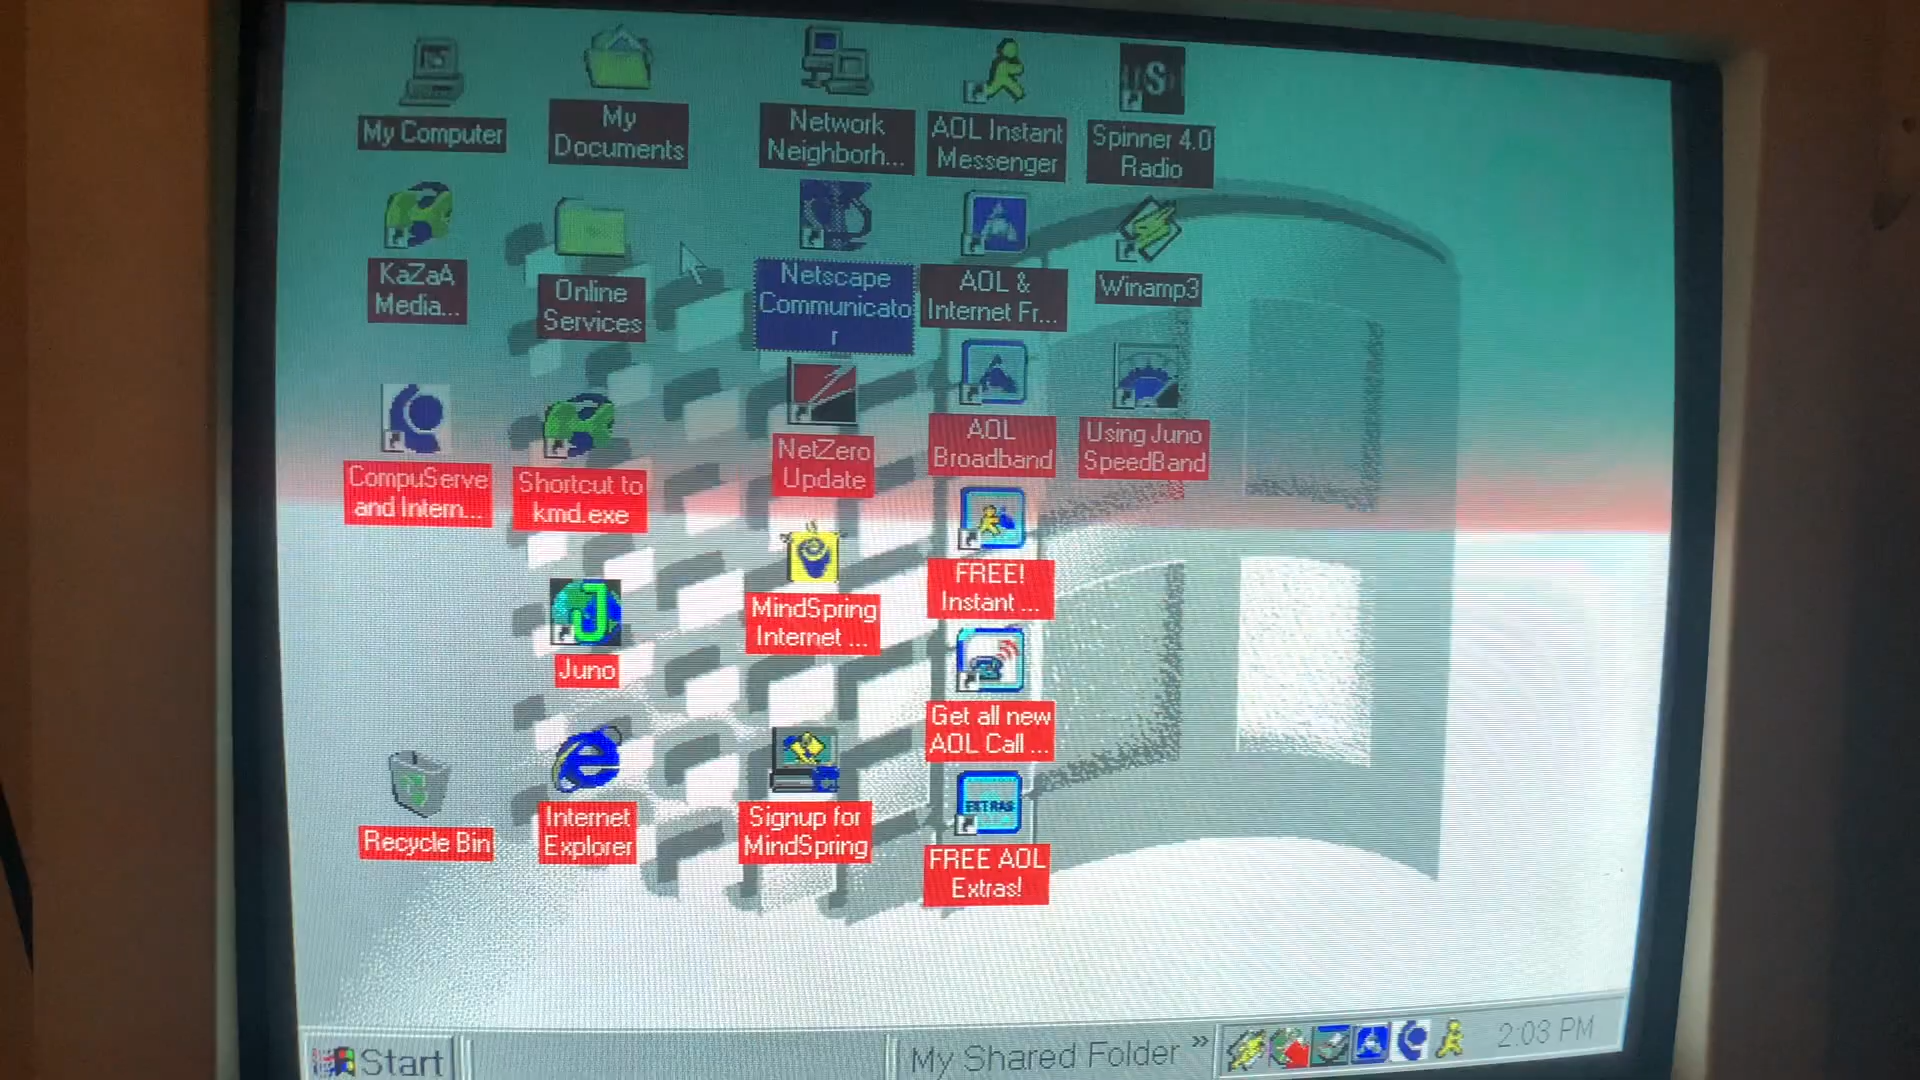 My Computer
My
Documents
Network
Neighborh...
AOL Instant
Messenger
Spinner 4.0
Radio
KaZaA
Media...
Online
Services
Netscape
Communicato
r
AOL &
Internet Fr...
Winamp3
CompuServe
and Intern...
Shortcut to
kmd.exe
NetZero
Update
AOL
Broadband
Using Juno
SpeedBand
Juno
MindSpring
Internet ...
FREE!
Instant ...
Get all new
AOL Call ...
Recycle Bin
Internet
Explorer
Signup for
MindSpring
EXTRAS
FREE AOL
Extras!
Start
My Shared Folder »
2:03 PM